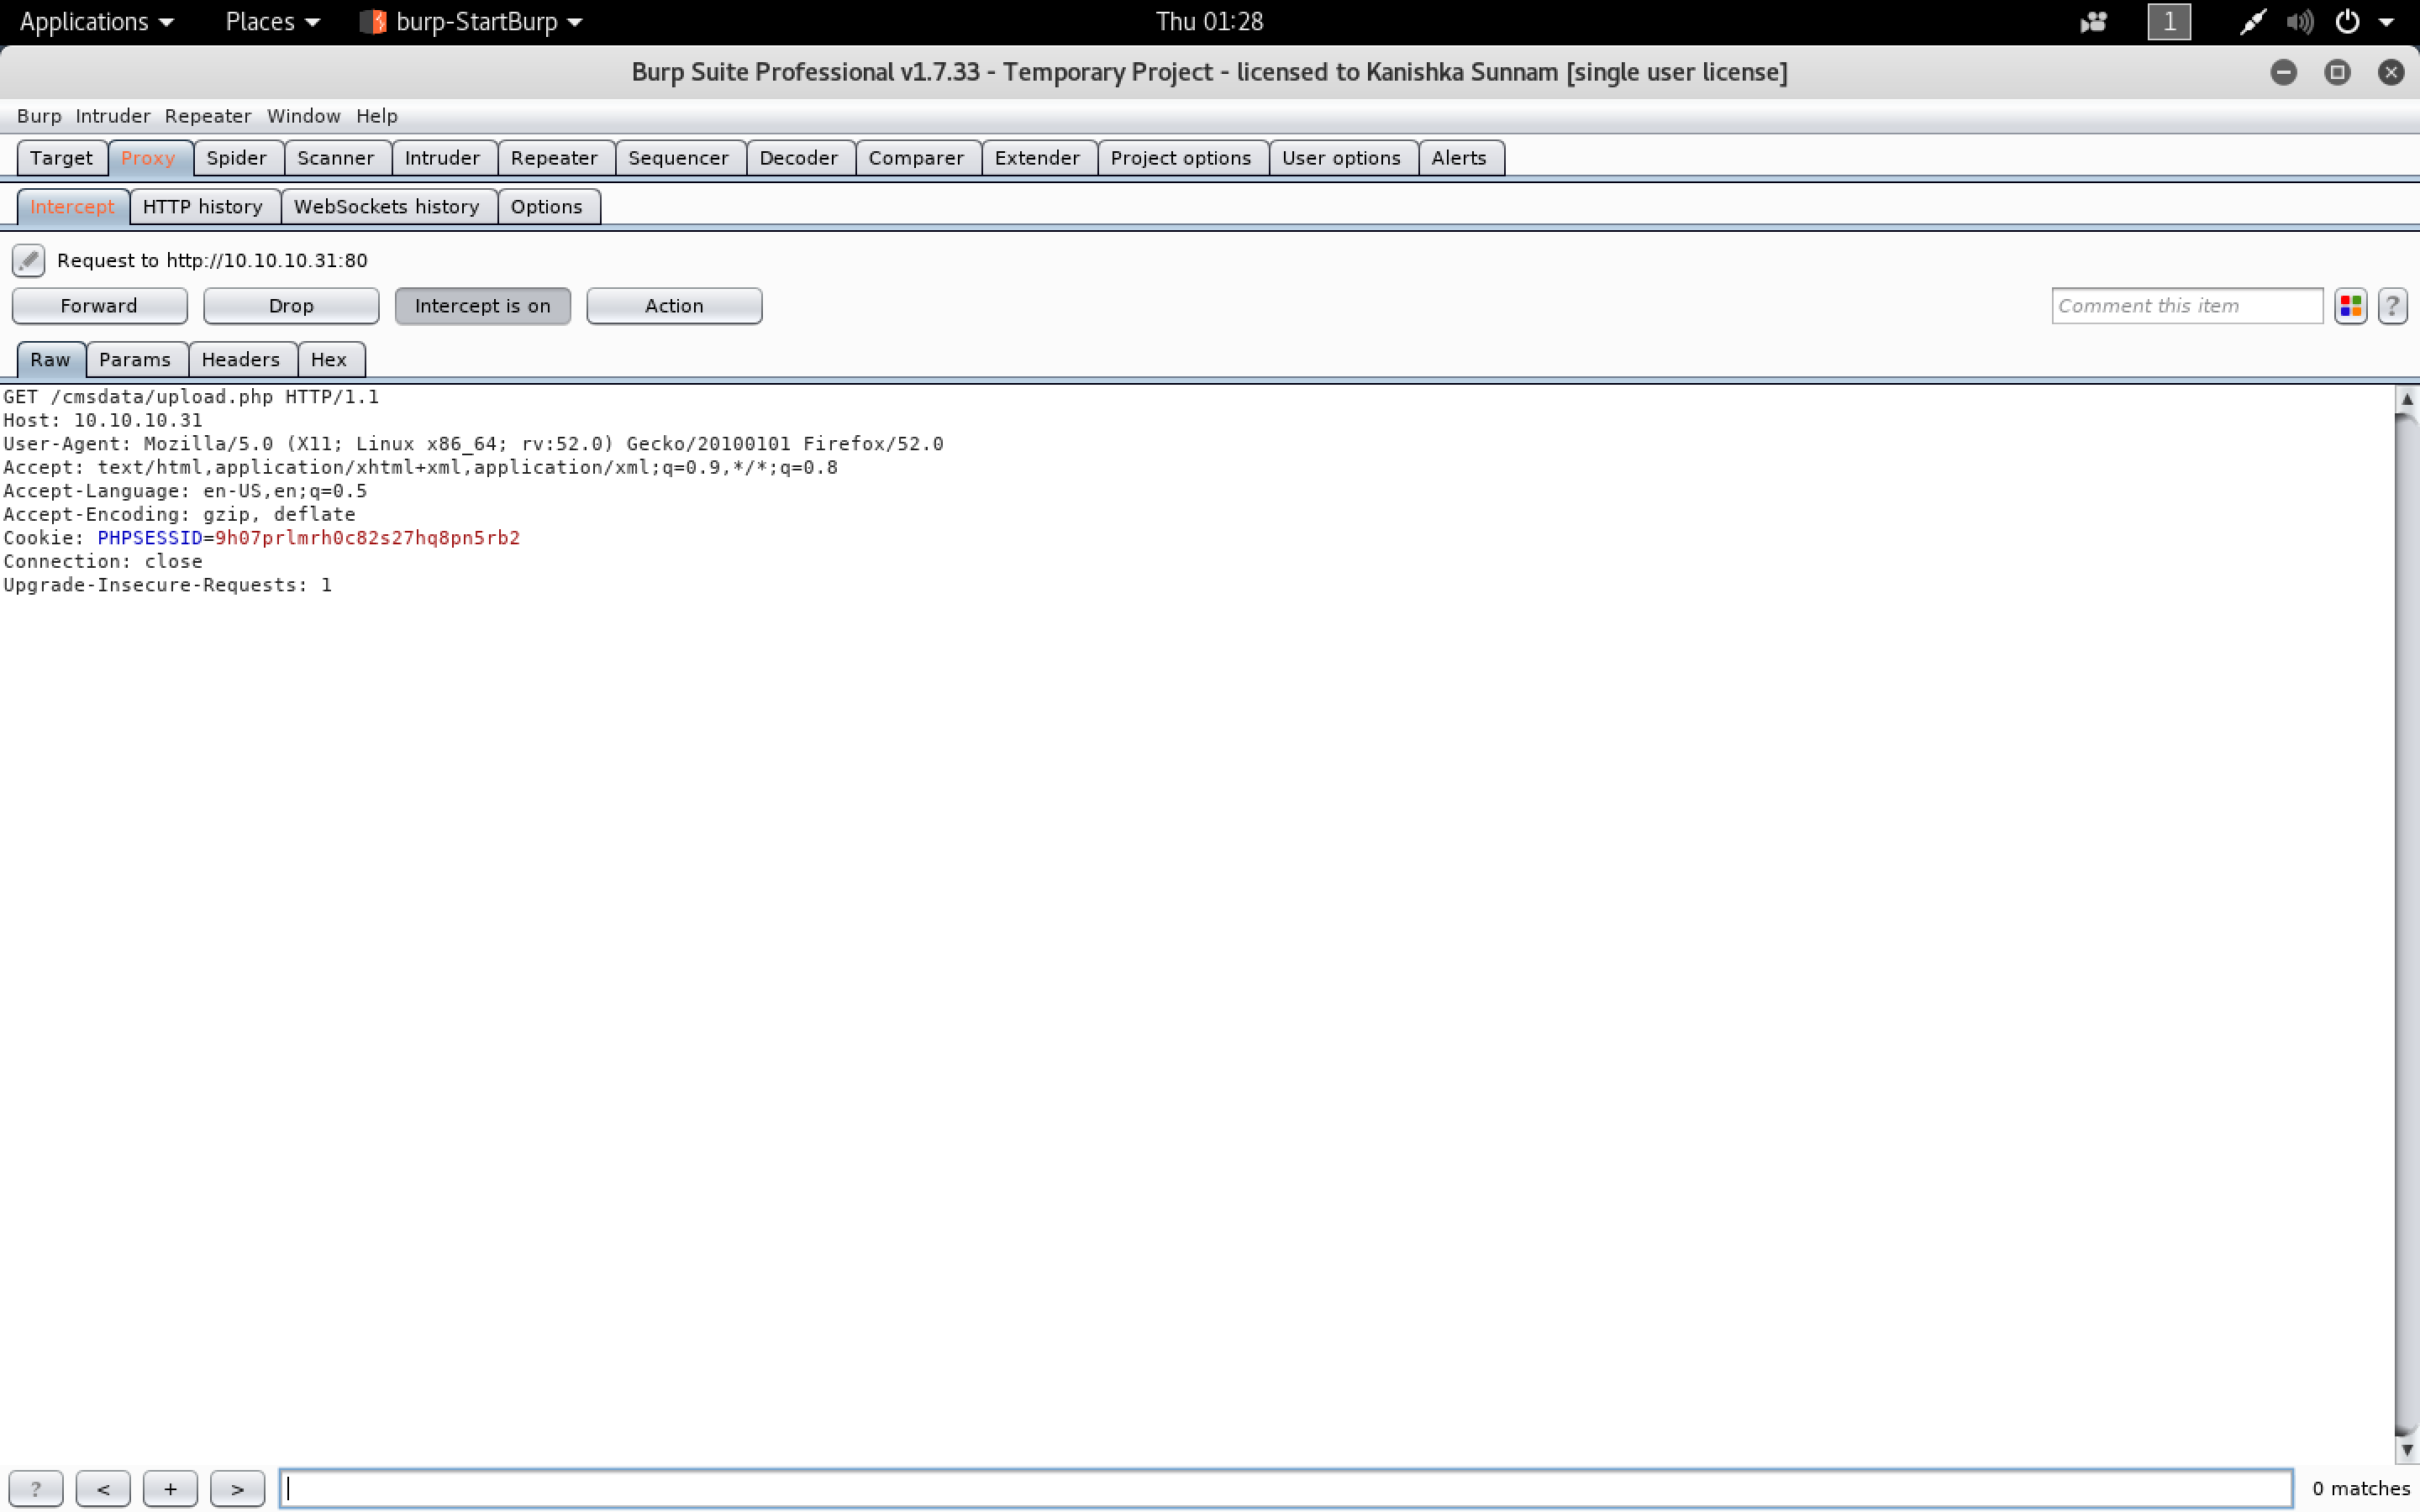 Applications Places burp-StartBurp Thu 01:28 1
Burp Suite Professional v1.7.33 - Temporary Project - licensed to Kanishka Sunnam [single user license]
Burp Intruder Repeater Window Help
Target Proxy Spider Scanner Intruder Repeater Sequencer Decoder Comparer Extender Project options User options Alerts
Intercept HTTP history WebSockets history Options
Request to http://10.10.10.31:80
Forward Drop Intercept is on Action Comment this item ?
Raw Params Headers Hex
GET /cmsdata/upload.php HTTP/1.1
Host: 10.10.10.31
User-Agent: Mozilla/5.0 (X11; Linux x86_64; rv:52.0) Gecko/20100101 Firefox/52.0
Accept: text/html,application/xhtml+xml,application/xml;q=0.9,*/*;q=0.8
Accept-Language: en-US,en;q=0.5
Accept-Encoding: gzip, deflate
Cookie: PHPSESSID=9h07prlmrh0c82s27hq8pn5rb2
Connection: close
Upgrade-Insecure-Requests: 1
? < + > 0 matches